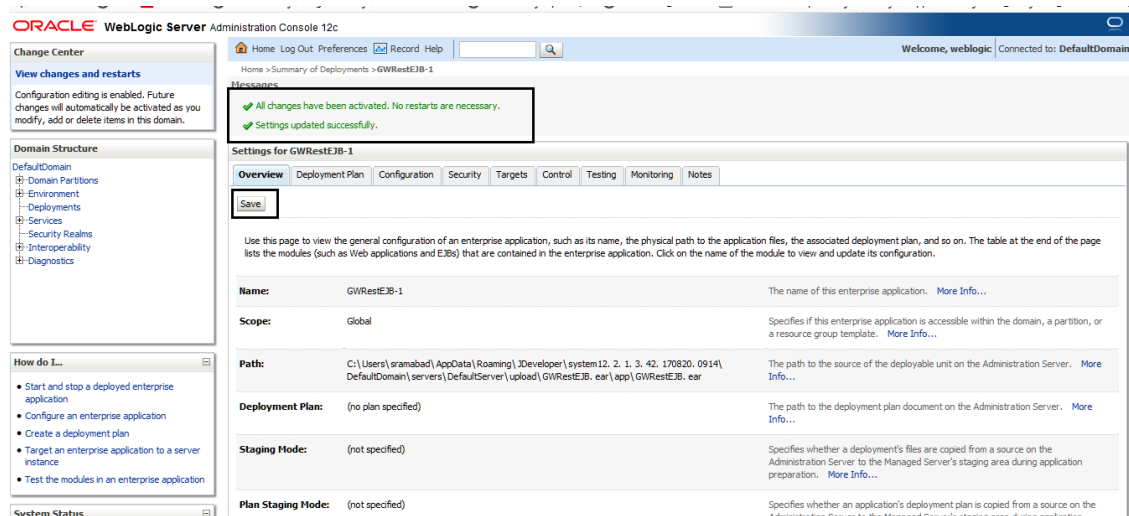 ORACLE WebLogic Server Administration Console 12c
Change Center
View changes and restarts
Configuration editing is enabled. Future
changes will automatically be activated as you
modify, add or delete items in this domain.
Domain Structure
DefaultDomain
Domain Partitions
Environment
Deployments
Services
Security Realms
Interoperability
Diagnostics
How do I...
Start and stop a deployed enterprise
application
Configure an enterprise application
Create a deployment plan
Target an enterprise application to a server
instance
Test the modules in an enterprise application
System Status
Home Log Out Preferences Record Help
Welcome, weblogic Connected to: DefaultDomain
Home >Summary of Deployments >GWRestEJB-1
Messages
All changes have been activated. No restarts are necessary.
Settings updated successfully.
Settings for GWRestEJB-1
Overview Deployment Plan Configuration Security Targets Control Testing Monitoring Notes
Save
Use this page to view the general configuration of an enterprise application, such as its name, the physical path to the application files, the associated deployment plan, and so on. The table at the end of the page
lists the modules (such as Web applications and EJBs) that are contained in the enterprise application. Click on the name of the module to view and update its configuration.
Name: GWRestEJB-1 The name of this enterprise application. More Info...
Scope: Global Specifies if this enterprise application is accessible within the domain, a partition, or
a resource group template. More Info...
Path: C:\Users\sramabad\AppData\Roaming\JDeveloper\system12. 2. 1. 3. 42. 170820. 0914\ The path to the source of the deployable unit on the Administration Server. More
DefaultDomain\servers\DefaultServer\upload\GWRestEJB. ear\app\GWRestEJB. ear Info...
Deployment Plan: (no plan specified) The path to the deployment plan document on the Administration Server. More
Info...
Staging Mode: (not specified) Specifies whether a deployment's files are copied from a source on the
Administration Server to the Managed Server's staging area during application
preparation. More Info...
Plan Staging Mode: (not specified) Specifies whether an application's deployment plan is copied from a source on the
Administration Server to the Managed Server's staging area during application